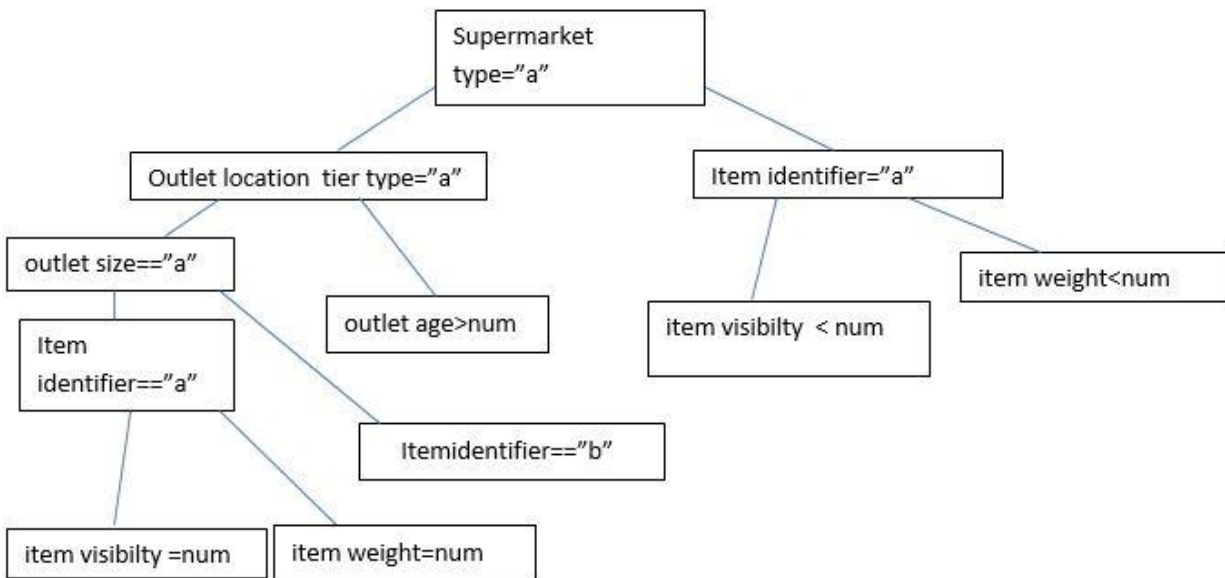 Supermarket
type=”a”
Outlet location  tier type=”a”
Item identifier=”a”
outlet size==”a”
item weight<num
outlet age>num
item visibilty  < num
Item
identifier==”a”
Itemidentifier==”b”
item visibilty =num
item weight=num